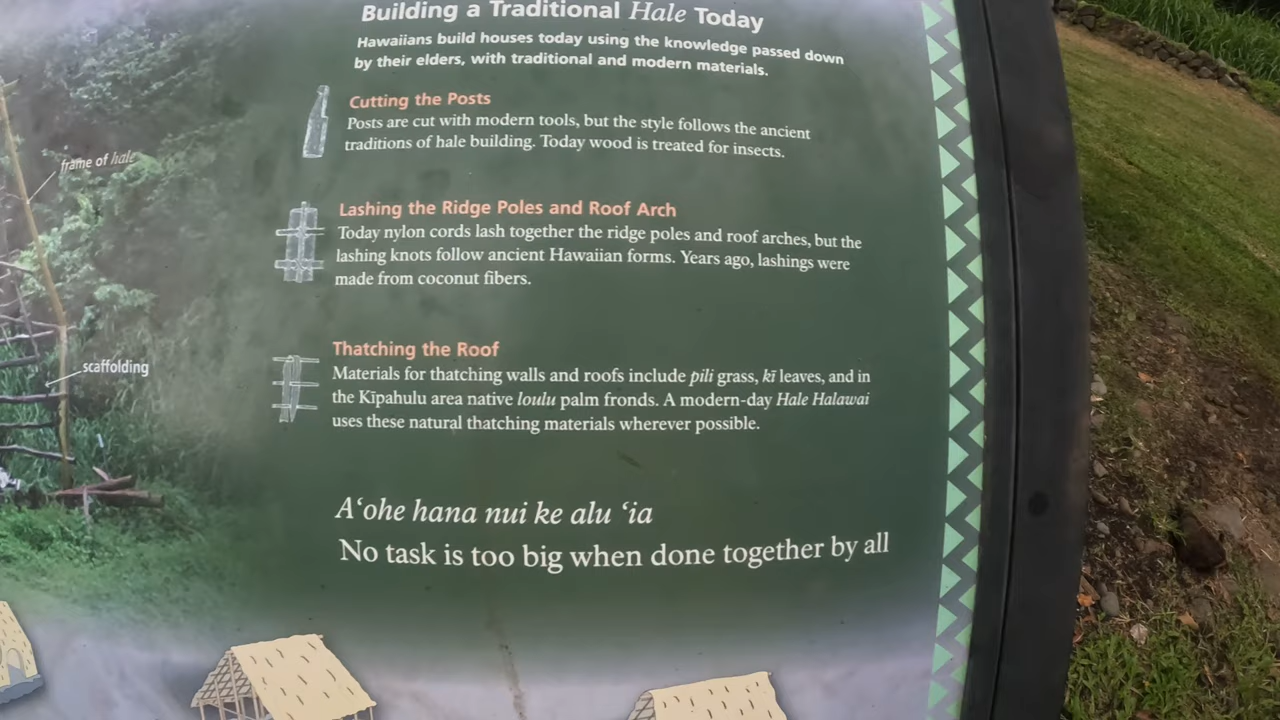 Building a Traditional Hale Today
Hawaiians build houses today using the knowledge passed down
by their elders, with traditional and modern materials.
Cutting the Posts
Posts are cut with modern tools, but the style follows the ancient
traditions of hale building. Today wood is treated for insects.
frame of hale
Lashing the Ridge Poles and Roof Arch
Today nylon cords lash together the ridge poles and roof arches, but the
lashing knots follow ancient Hawaiian forms. Years ago, lashings were
made from coconut fibers.
scaffolding
Thatching the Roof
Materials for thatching walls and roofs include pili grass, kī leaves, and in
the Kīpahulu area native loulu palm fronds. A modern-day Hale Halawai
uses these natural thatching materials wherever possible.
A‘ohe hana nui ke alu ‘ia
No task is too big when done together by all